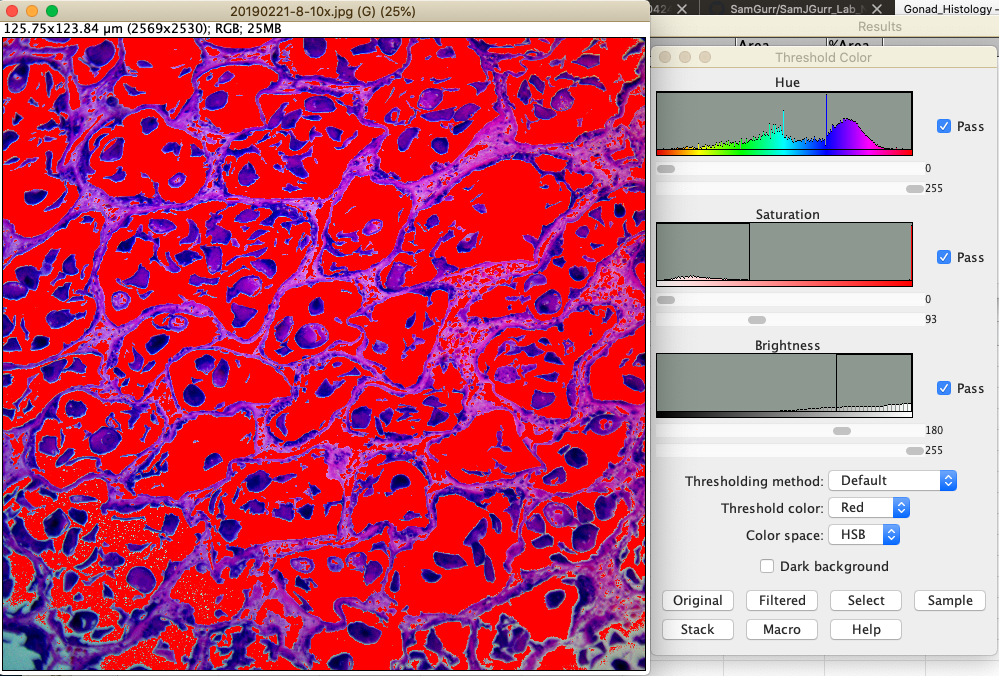 20190221-8-10x.jpg (G) (25%)
SamGurr/SamJGurr_Lab_
Gonad_Histology –
125.75x123.84 µm (2569x2530); RGB; 25MB
Results
Area
%Area
Threshold Color
Hue
Pass
0
255
Saturation
Pass
0
93
Brightness
Pass
180
255
Thresholding method: Default
Threshold color: Red
Color space: HSB
Dark background
Original Filtered Select Sample
Stack Macro Help